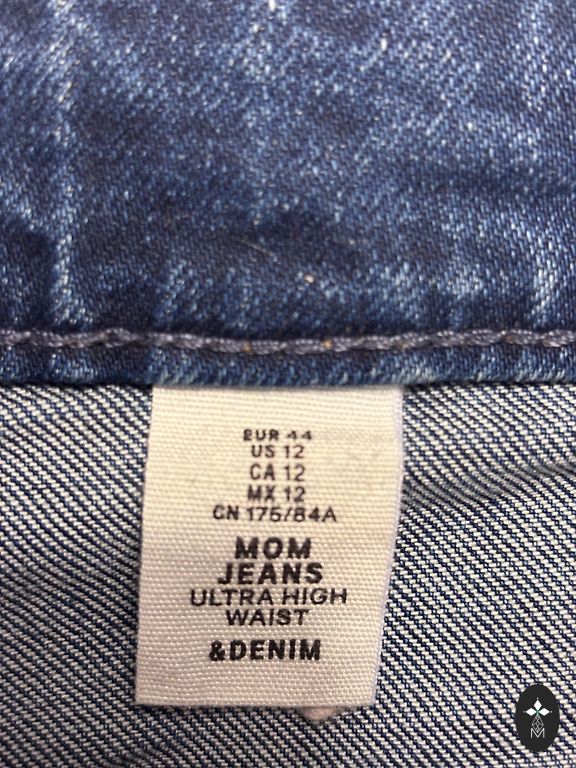 EUR 44
US 12
CA 12
MX 12
CN 175/84A
MOM
JEANS
ULTRA HIGH
WAIST
&DENIM
M